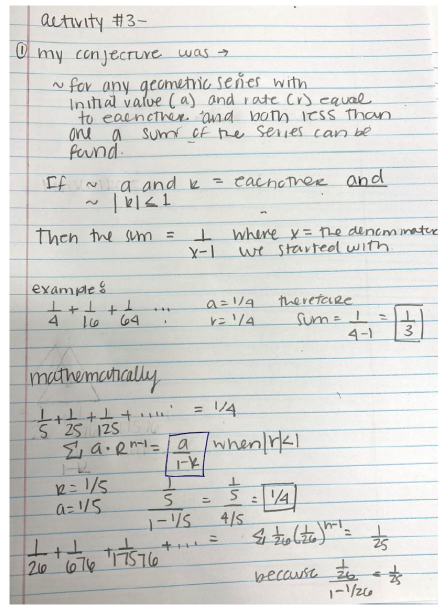 activity #3-
① my conjecture was →
~ for any geometric series with
initial value (a) and rate (r) equal
to eachother and both less than
one a sum of the series can be
found.
If ~ a and r = eachother and
~ |r| < 1
Then the sum = 1/x-1 where x = the denominator
we started with
example:
1/4 + 1/16 + 1/64 ... a = 1/4 therefore
r = 1/4 sum = 1/4-1 = 1/3
mathematically
1/5 + 1/25 + 1/125 + ..... = 1/4
Σ a · R^n-1 = a/1-r when |r|<1
R = 1/5
a = 1/5 1/5 / 1 - 1/5 = 1/5 / 4/5 = 1/4
1/26 + 1/676 + 1/17576 + ... = Σ 1/26 (1/26)^n-1 = 1/25
because 1/26 / 1-1/26 = 1/25